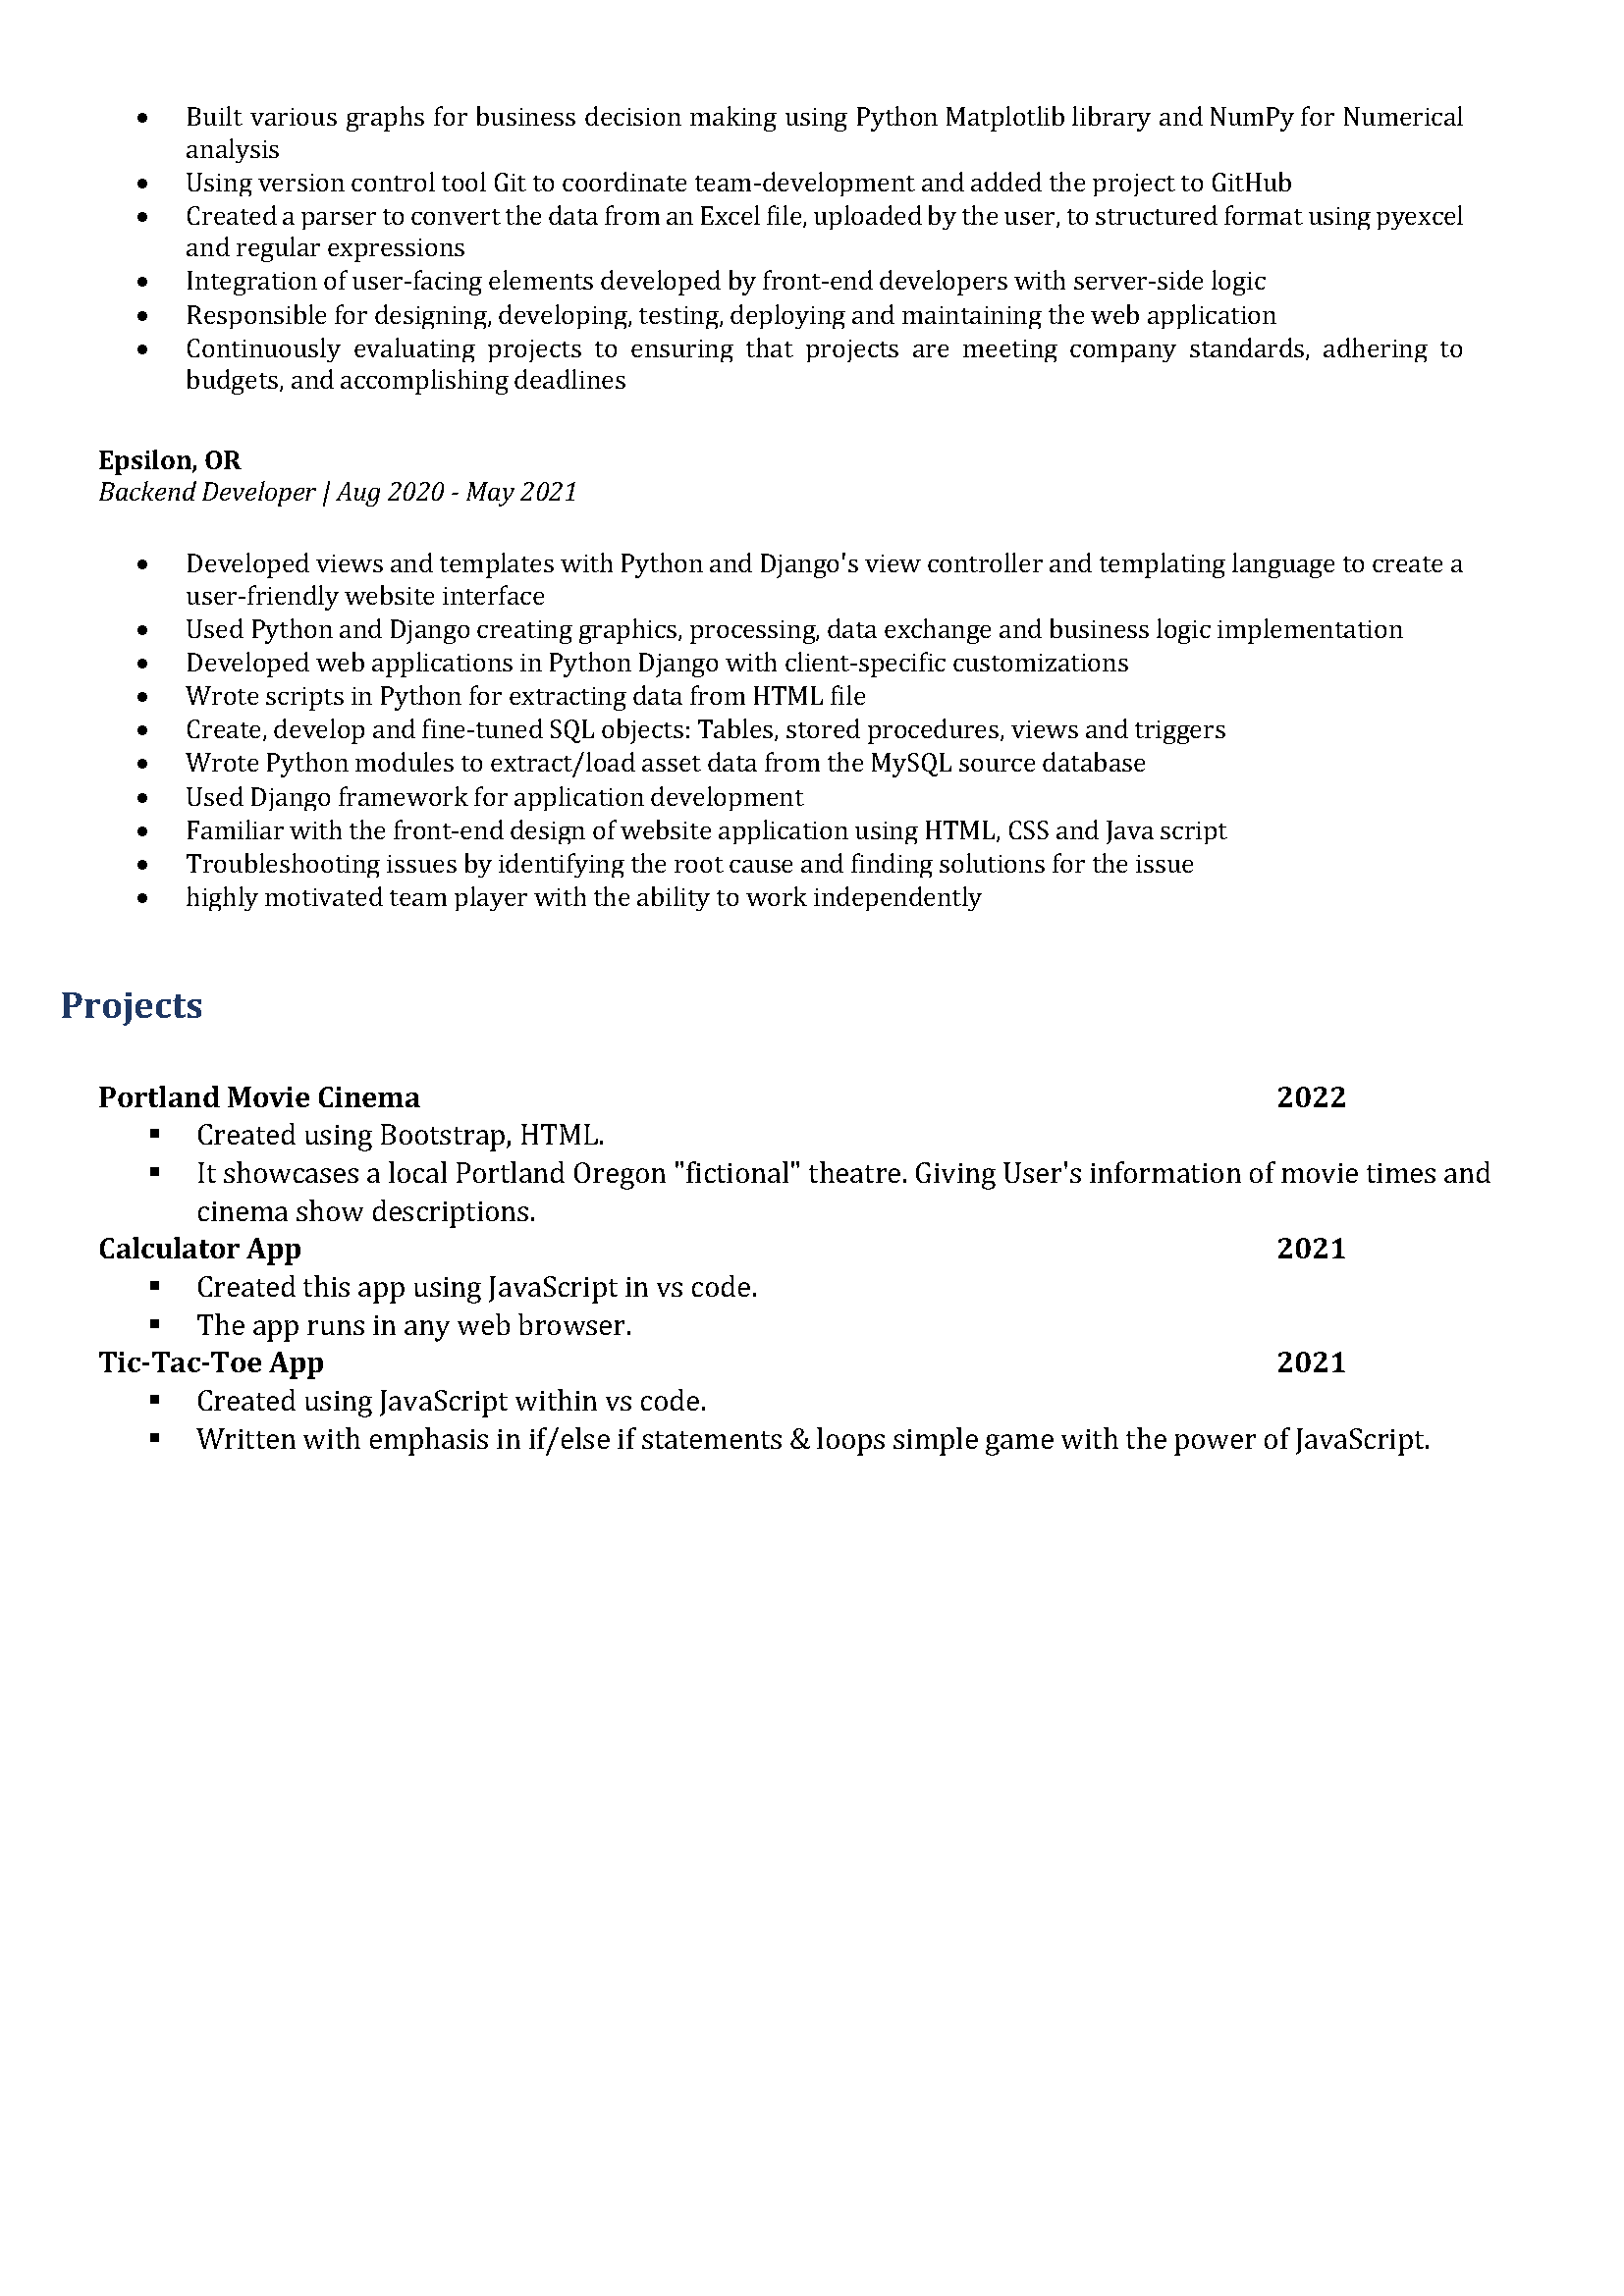 • Built various graphs for business decision making using Python Matplotlib library and NumPy for Numerical
analysis
• Using version control tool Git to coordinate team-development and added the project to GitHub
• Created a parser to convert the data from an Excel file, uploaded by the user, to structured format using pyexcel
and regular expressions
• Integration of user-facing elements developed by front-end developers with server-side logic
• Responsible for designing, developing, testing, deploying and maintaining the web application
• Continuously evaluating projects to ensuring that projects are meeting company standards, adhering to
budgets, and accomplishing deadlines
Epsilon, OR
Backend Developer | Aug 2020 - May 2021
• Developed views and templates with Python and Django's view controller and templating language to create a
user-friendly website interface
• Used Python and Django creating graphics, processing, data exchange and business logic implementation
• Developed web applications in Python Django with client-specific customizations
• Wrote scripts in Python for extracting data from HTML file
• Create, develop and fine-tuned SQL objects: Tables, stored procedures, views and triggers
• Wrote Python modules to extract/load asset data from the MySQL source database
• Used Django framework for application development
• Familiar with the front-end design of website application using HTML, CSS and Java script
• Troubleshooting issues by identifying the root cause and finding solutions for the issue
• highly motivated team player with the ability to work independently
Projects
Portland Movie Cinema 2022
▪ Created using Bootstrap, HTML.
▪ It showcases a local Portland Oregon "fictional" theatre. Giving User's information of movie times and
cinema show descriptions.
Calculator App 2021
▪ Created this app using JavaScript in vs code.
▪ The app runs in any web browser.
Tic-Tac-Toe App 2021
▪ Created using JavaScript within vs code.
▪ Written with emphasis in if/else if statements & loops simple game with the power of JavaScript.